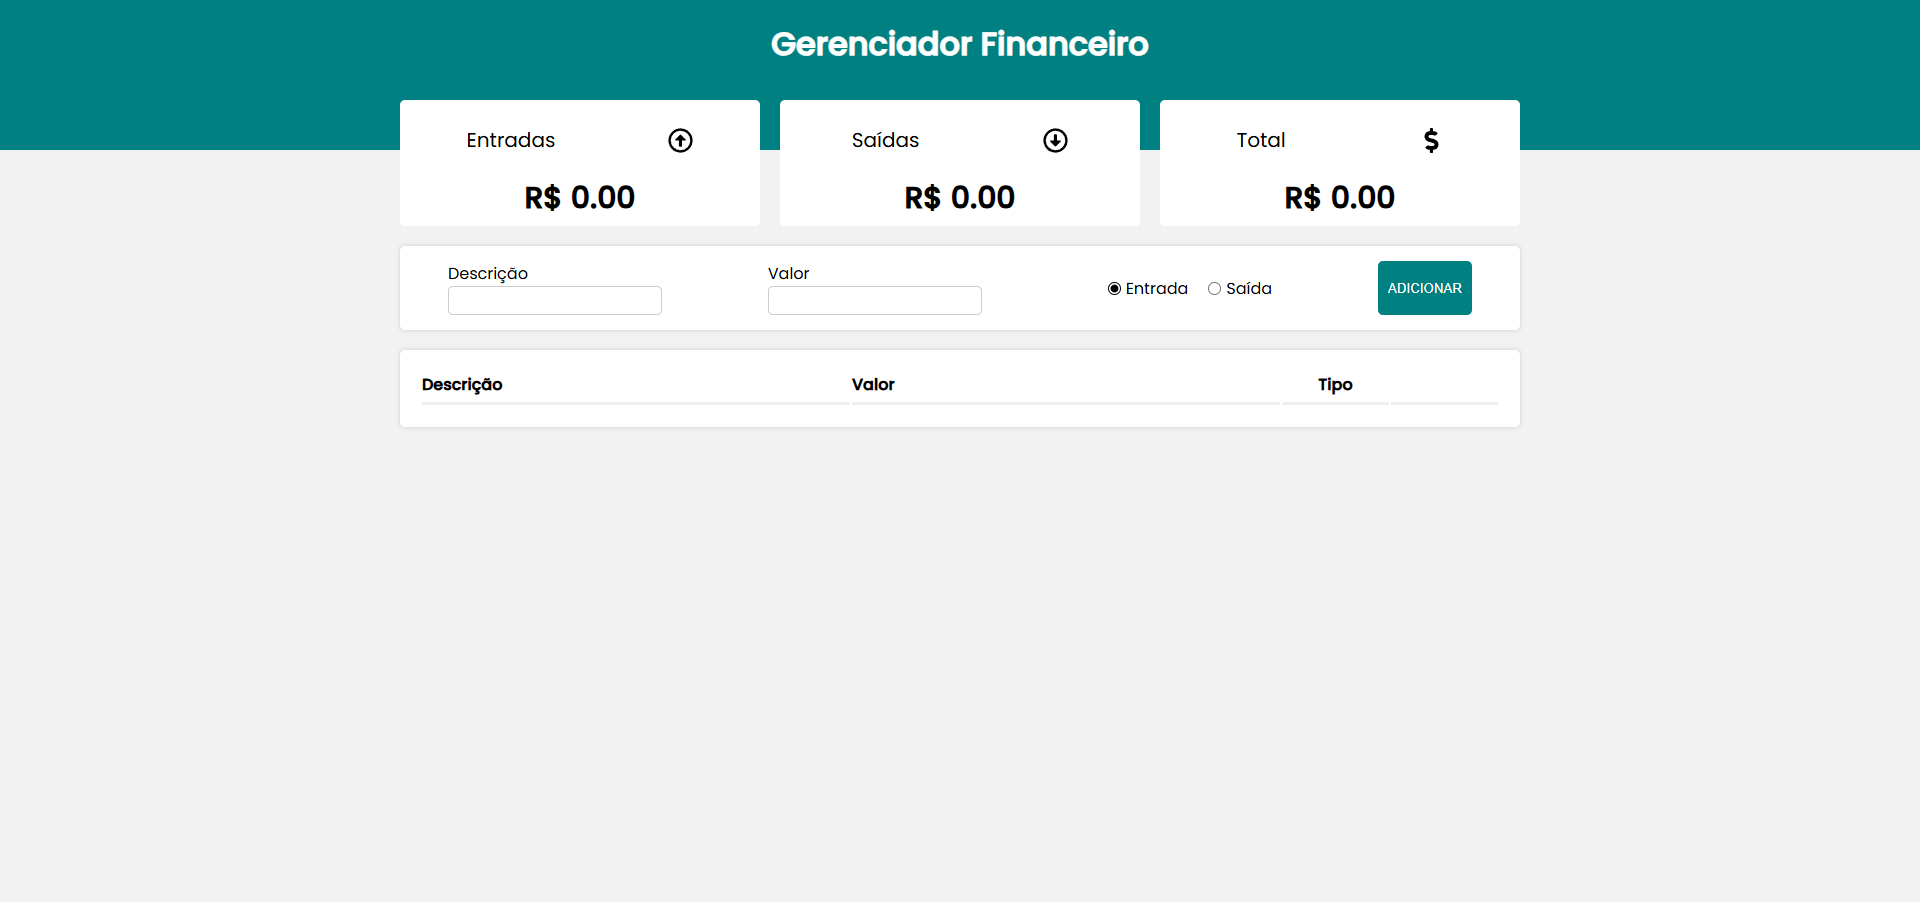 Gerenciador Financeiro
Entradas
R$ 0.00
Saídas
R$ 0.00
Total
$
R$ 0.00
Descrição
Valor
Entrada
Saída
ADICIONAR
Descrição Valor Tipo